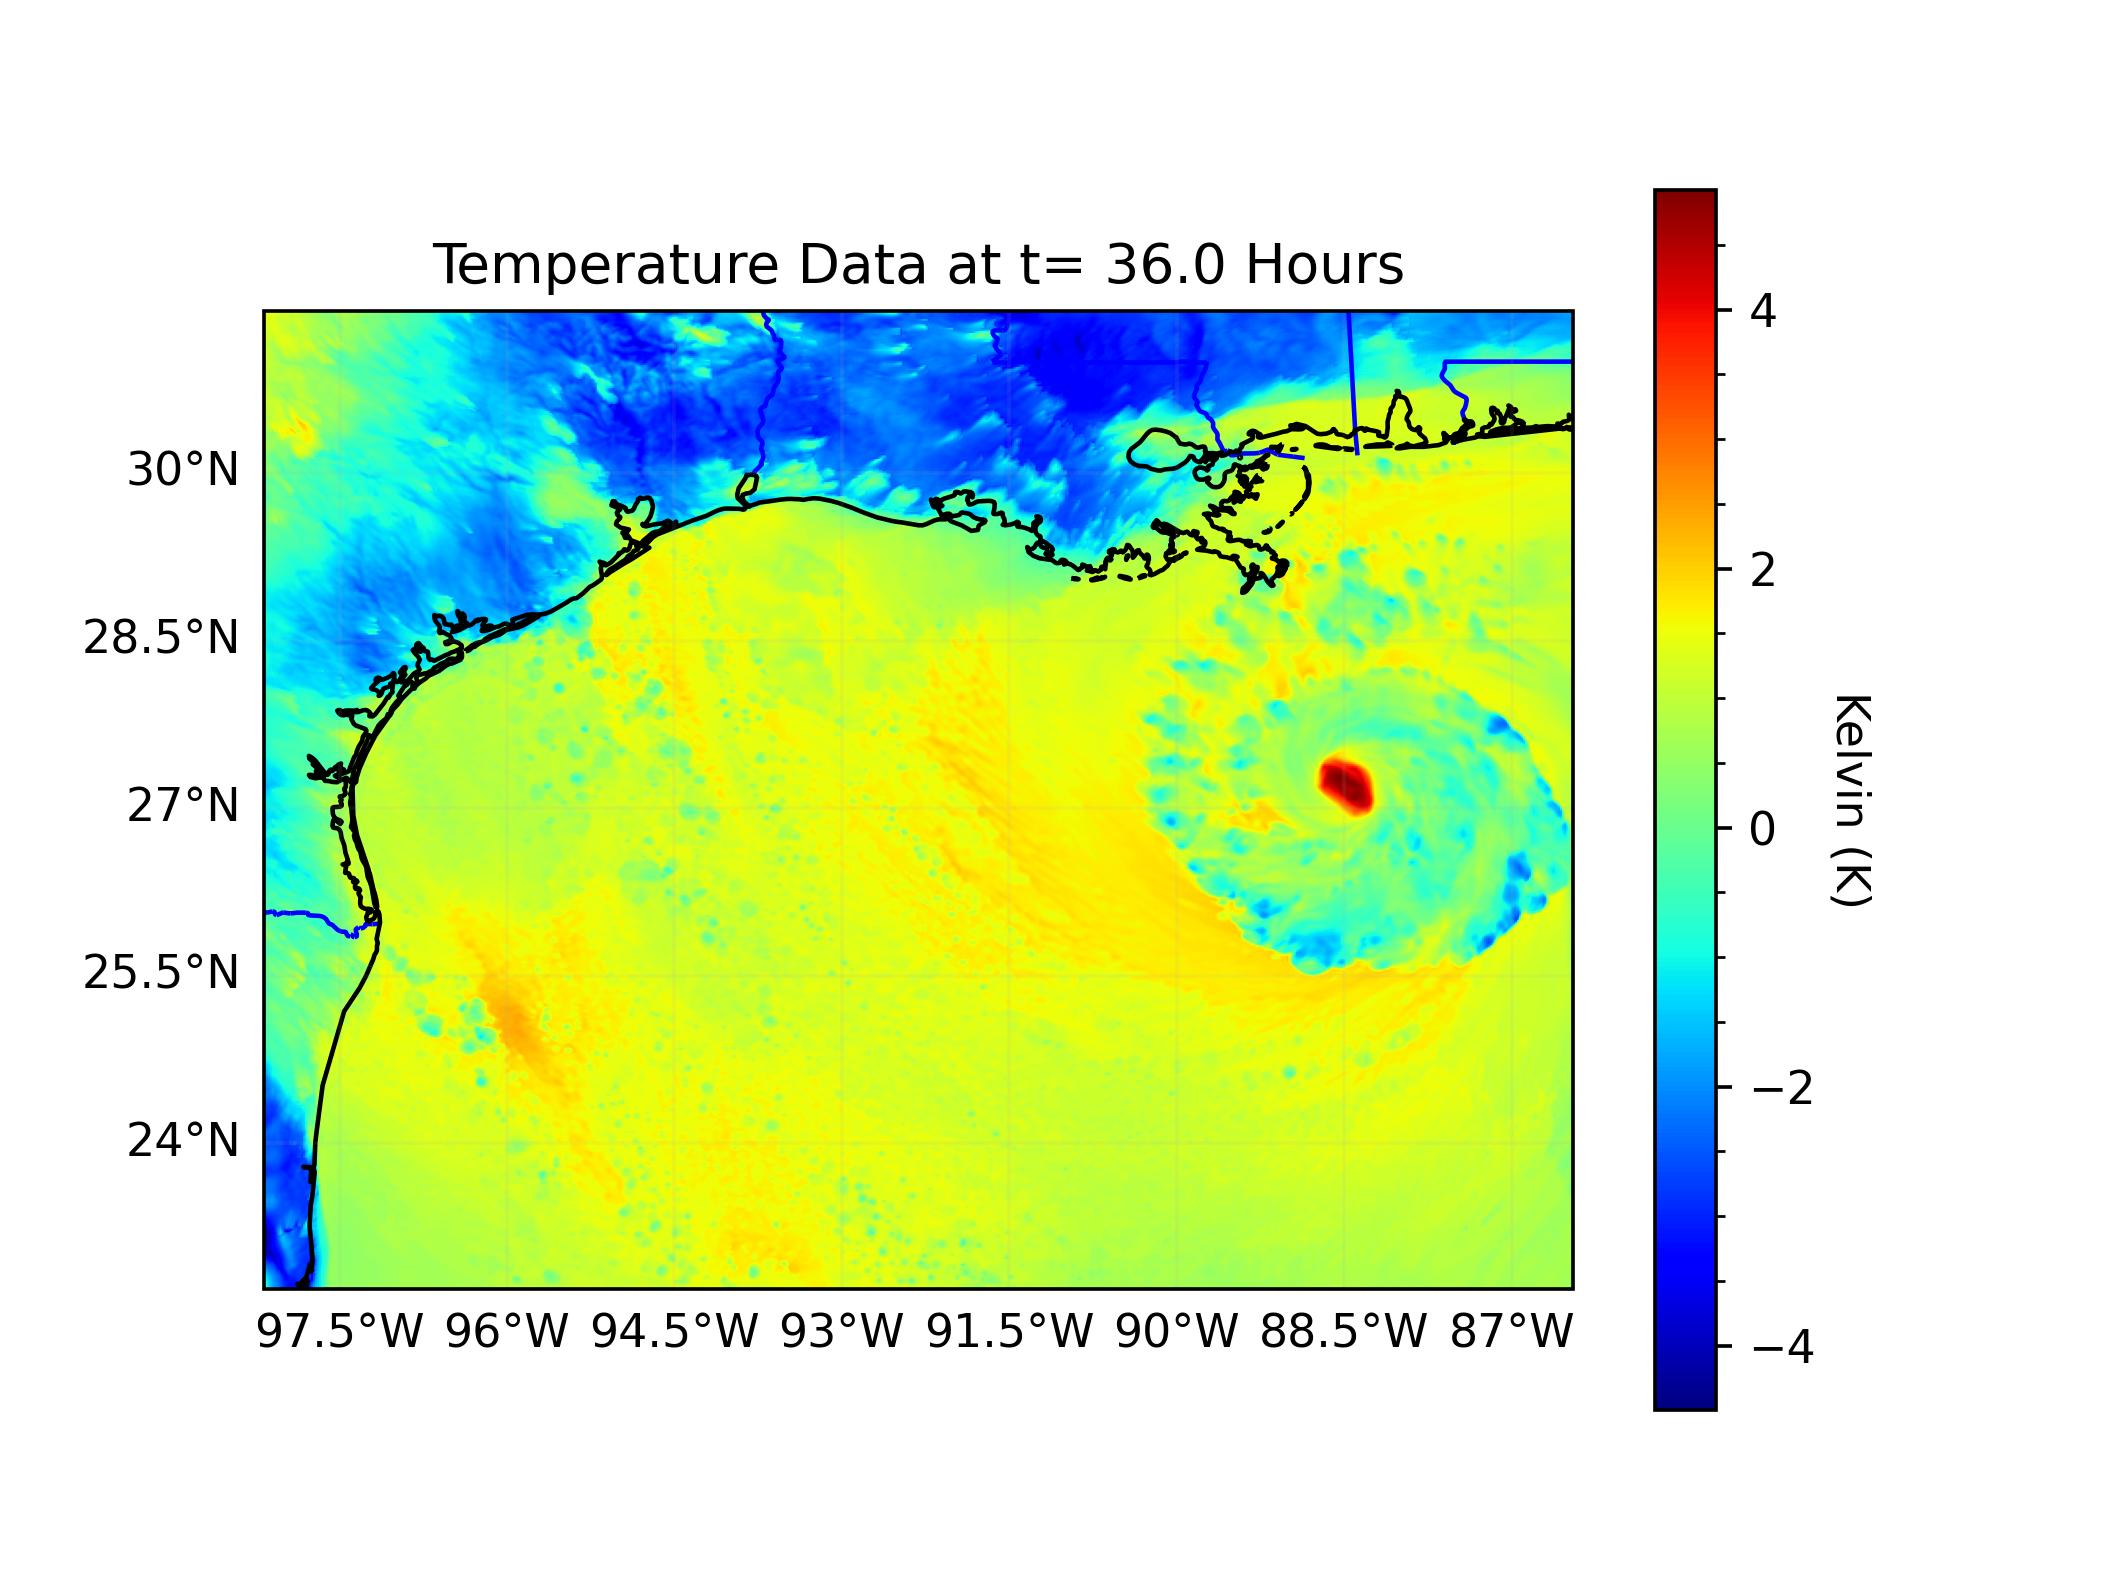 Temperature Data at t= 36.0 Hours
30°N
28.5°N
27°N
25.5°N
24°N
97.5°W 96°W 94.5°W 93°W 91.5°W 90°W 88.5°W 87°W
4
2
0
−2
−4
Kelvin (K)